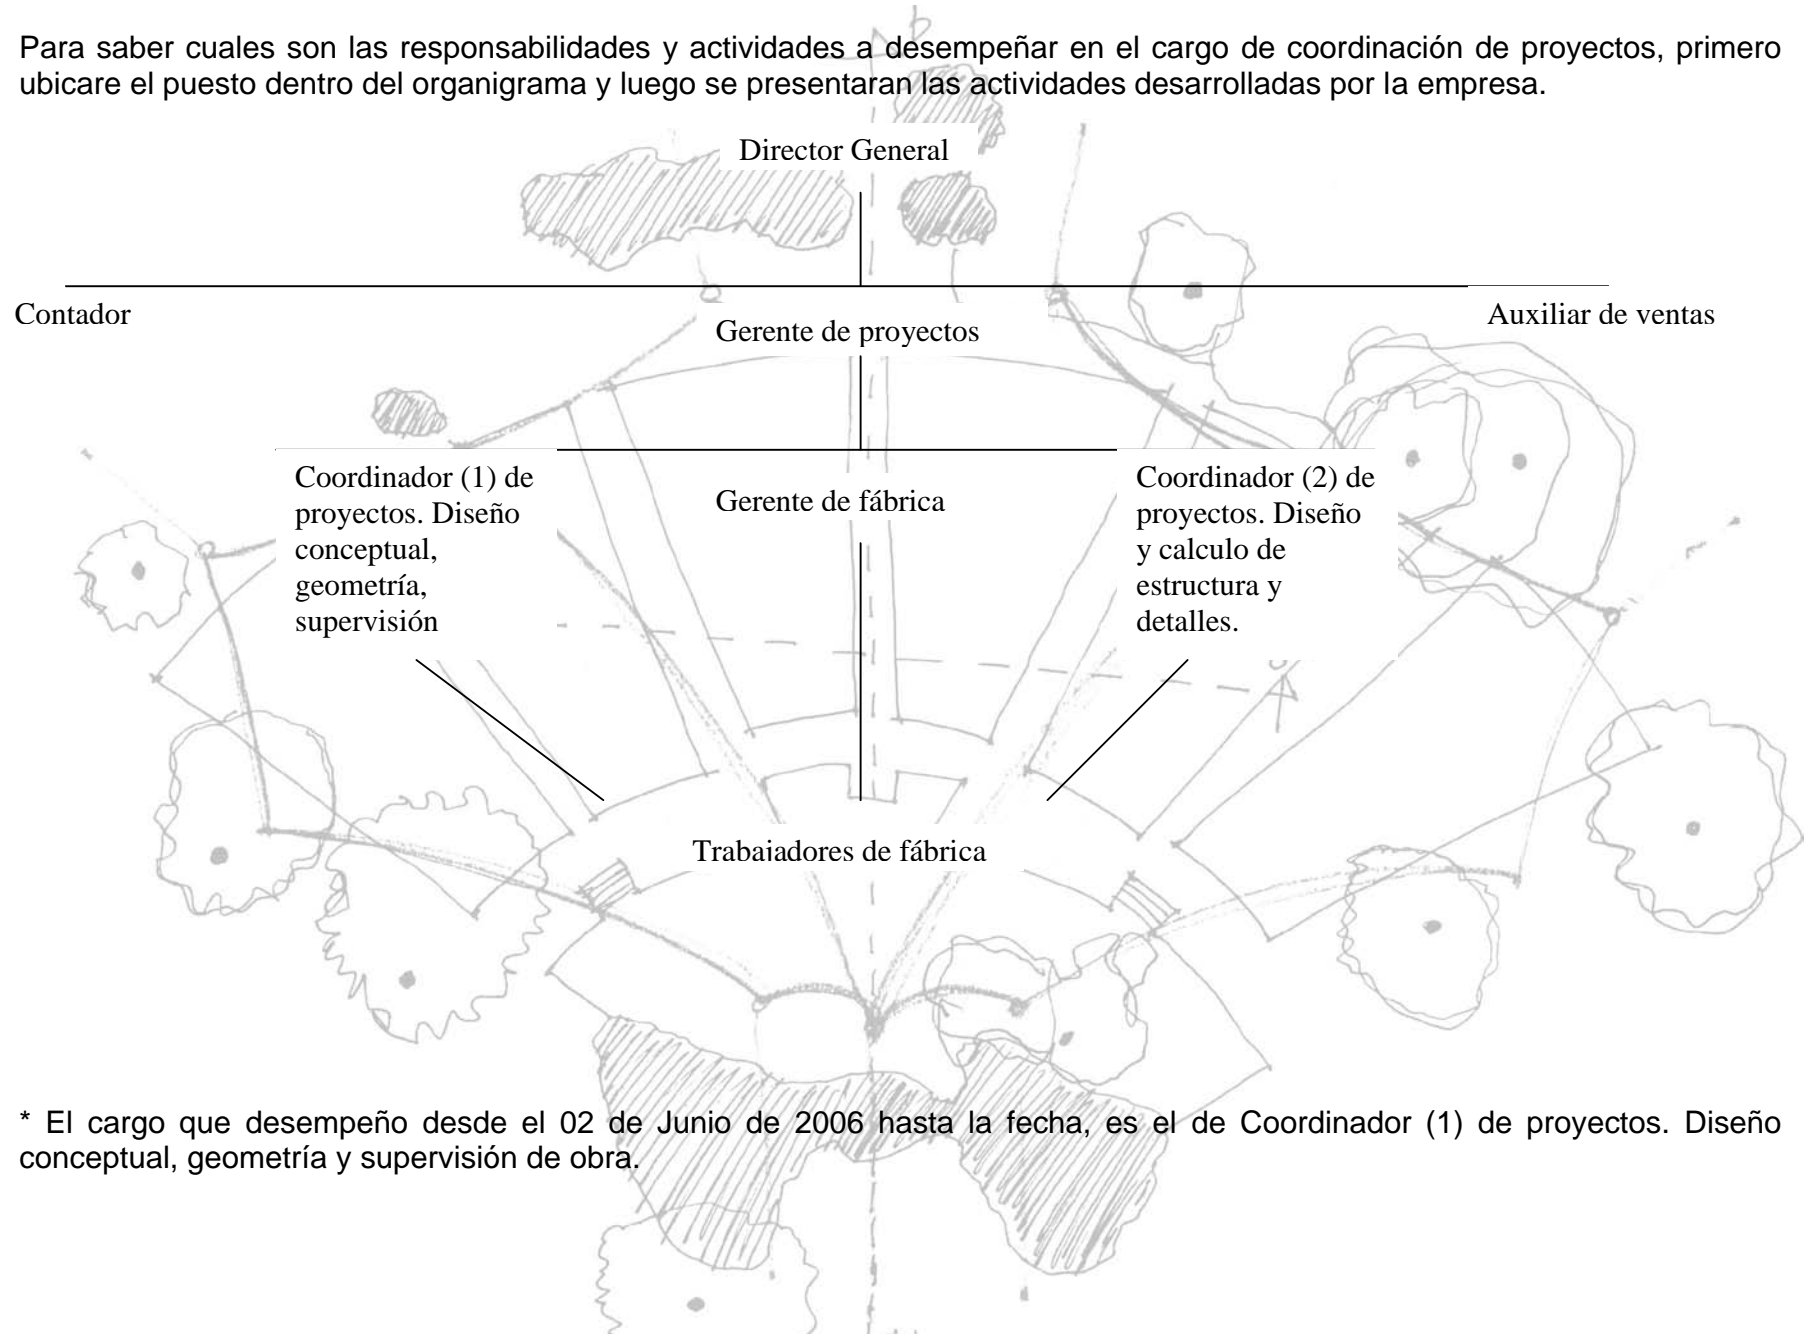 Para saber cuales son las responsabilidades y actividades a desempeñar en el cargo de coordinación de proyectos, primero
ubicare el puesto dentro del organigrama y luego se presentaran las actividades desarrolladas por la empresa.
Director General
Contador
Gerente de proyectos
Auxiliar de ventas
Coordinador (1) de
proyectos. Diseño
conceptual,
geometría,
supervisión
Gerente de fábrica
Coordinador (2) de
proyectos. Diseño
y calculo de
estructura y
detalles.
Trabajadores de fábrica
* El cargo que desempeño desde el 02 de Junio de 2006 hasta la fecha, es el de Coordinador (1) de proyectos. Diseño
conceptual, geometría y supervisión de obra.